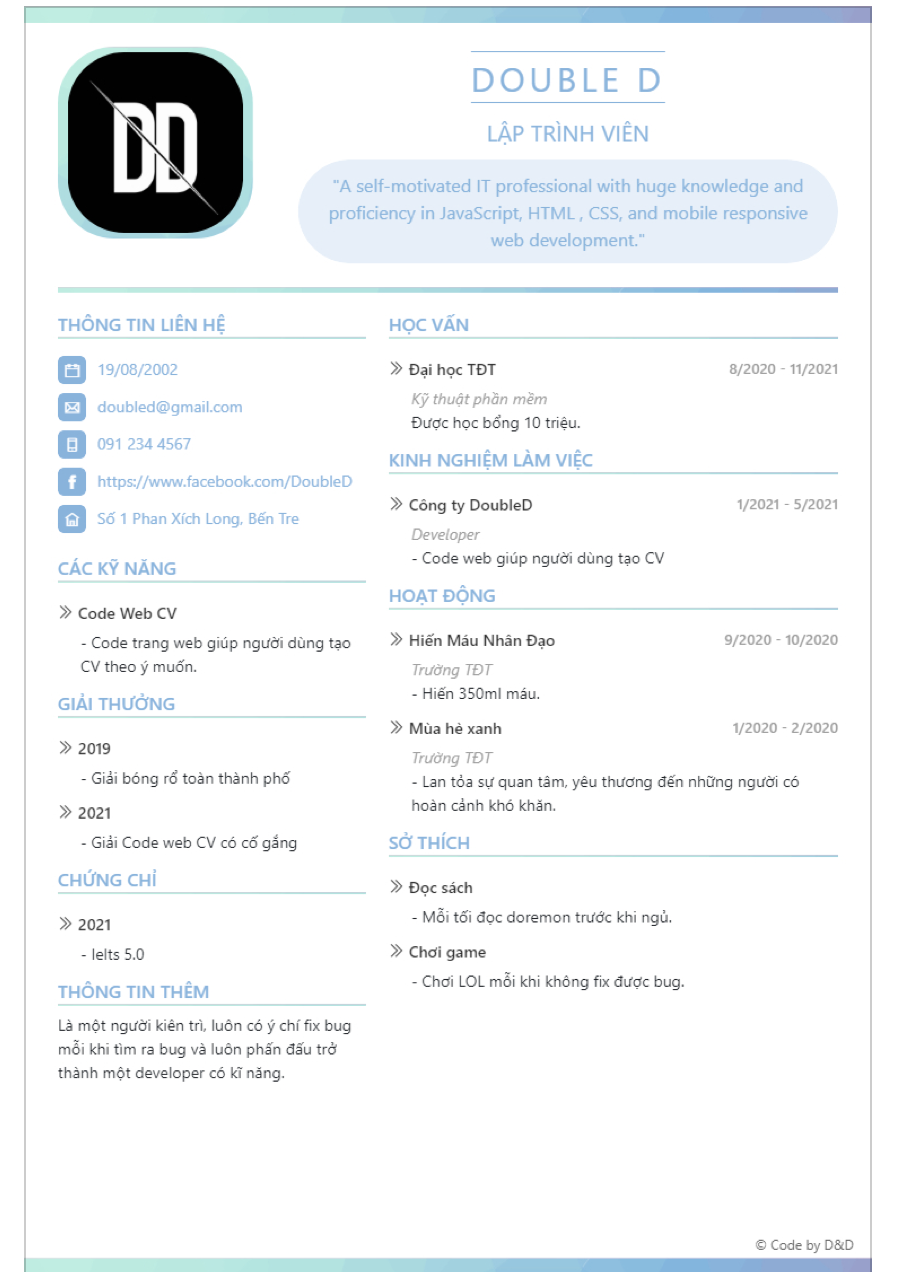 DD
DOUBLE D
LẬP TRÌNH VIÊN
"A self-motivated IT professional with huge knowledge and
proficiency in JavaScript, HTML , CSS, and mobile responsive
web development."
THÔNG TIN LIÊN HỆ
19/08/2002
doubled@gmail.com
091 234 4567
https://www.facebook.com/DoubleD
Số 1 Phan Xích Long, Bến Tre
CÁC KỸ NĂNG
Code Web CV
- Code trang web giúp người dùng tạo
CV theo ý muốn.
GIẢI THƯỞNG
2019
- Giải bóng rổ toàn thành phố
2021
- Giải Code web CV có cố gắng
CHỨNG CHỈ
2021
- Ielts 5.0
THÔNG TIN THÊM
Là một người kiên trì, luôn có ý chí fix bug
mỗi khi tìm ra bug và luôn phấn đấu trở
thành một developer có kĩ năng.
HỌC VẤN
Đại học TĐT 8/2020 - 11/2021
Kỹ thuật phần mềm
Được học bổng 10 triệu.
KINH NGHIỆM LÀM VIỆC
Công ty DoubleD 1/2021 - 5/2021
Developer
- Code web giúp người dùng tạo CV
HOẠT ĐỘNG
Hiến Máu Nhân Đạo 9/2020 - 10/2020
Trường TĐT
- Hiến 350ml máu.
Mùa hè xanh 1/2020 - 2/2020
Trường TĐT
- Lan tỏa sự quan tâm, yêu thương đến những người có
hoàn cảnh khó khăn.
SỞ THÍCH
Đọc sách
- Mỗi tối đọc doremon trước khi ngủ.
Chơi game
- Chơi LOL mỗi khi không fix được bug.
© Code by D&D